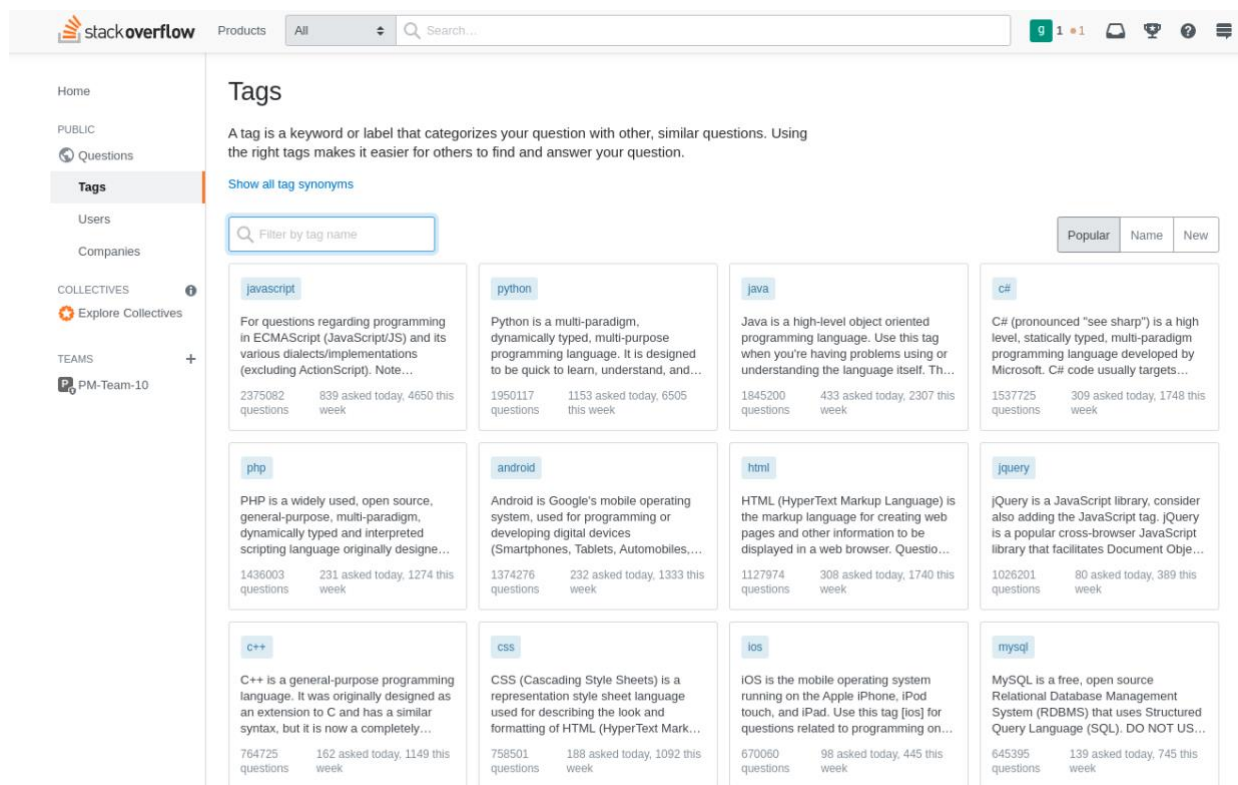 stackoverflow Products All Search... g 1 1
Home
PUBLIC
Questions
Tags
Users
Companies
COLLECTIVES
Explore Collectives
TEAMS +
PM-Team-10
Tags
A tag is a keyword or label that categorizes your question with other, similar questions. Using
the right tags makes it easier for others to find and answer your question.
Show all tag synonyms
Filter by tag name
Popular Name New
javascript
For questions regarding programming
in ECMAScript (JavaScript/JS) and its
various dialects/implementations
(excluding ActionScript). Note…
2375082 839 asked today, 4650 this
questions week
python
Python is a multi-paradigm,
dynamically typed, multi-purpose
programming language. It is designed
to be quick to learn, understand, and…
1950117 1153 asked today, 6505
questions this week
java
Java is a high-level object oriented
programming language. Use this tag
when you're having problems using or
understanding the language itself. Th…
1845200 433 asked today, 2307 this
questions week
c#
C# (pronounced "see sharp") is a high
level, statically typed, multi-paradigm
programming language developed by
Microsoft. C# code usually targets…
1537725 309 asked today, 1748 this
questions week
php
PHP is a widely used, open source,
general-purpose, multi-paradigm,
dynamically typed and interpreted
scripting language originally designe…
1436003 231 asked today, 1274 this
questions week
android
Android is Google's mobile operating
system, used for programming or
developing digital devices
(Smartphones, Tablets, Automobiles,…
1374276 232 asked today, 1333 this
questions week
html
HTML (HyperText Markup Language) is
the markup language for creating web
pages and other information to be
displayed in a web browser. Questio…
1127974 308 asked today, 1740 this
questions week
jquery
jQuery is a JavaScript library, consider
also adding the JavaScript tag. jQuery
is a popular cross-browser JavaScript
library that facilitates Document Obje…
1026201 80 asked today, 389 this
questions week
c++
C++ is a general-purpose programming
language. It was originally designed as
an extension to C and has a similar
syntax, but it is now a completely…
764725 162 asked today, 1149 this
questions week
css
CSS (Cascading Style Sheets) is a
representation style sheet language
used for describing the look and
formatting of HTML (HyperText Mark…
758501 188 asked today, 1092 this
questions week
ios
iOS is the mobile operating system
running on the Apple iPhone, iPod
touch, and iPad. Use this tag [ios] for
questions related to programming on…
670060 98 asked today, 445 this
questions week
mysql
MySQL is a free, open source
Relational Database Management
System (RDBMS) that uses Structured
Query Language (SQL). DO NOT US…
645395 139 asked today, 745 this
questions week